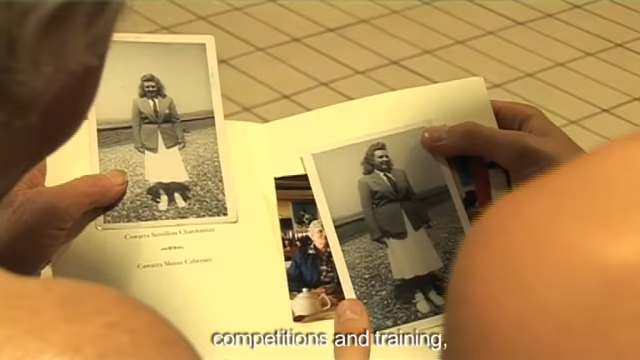 Cowarra Semillon Chardonnay
Cowarra Shiraz Cabernet
competitions and training,